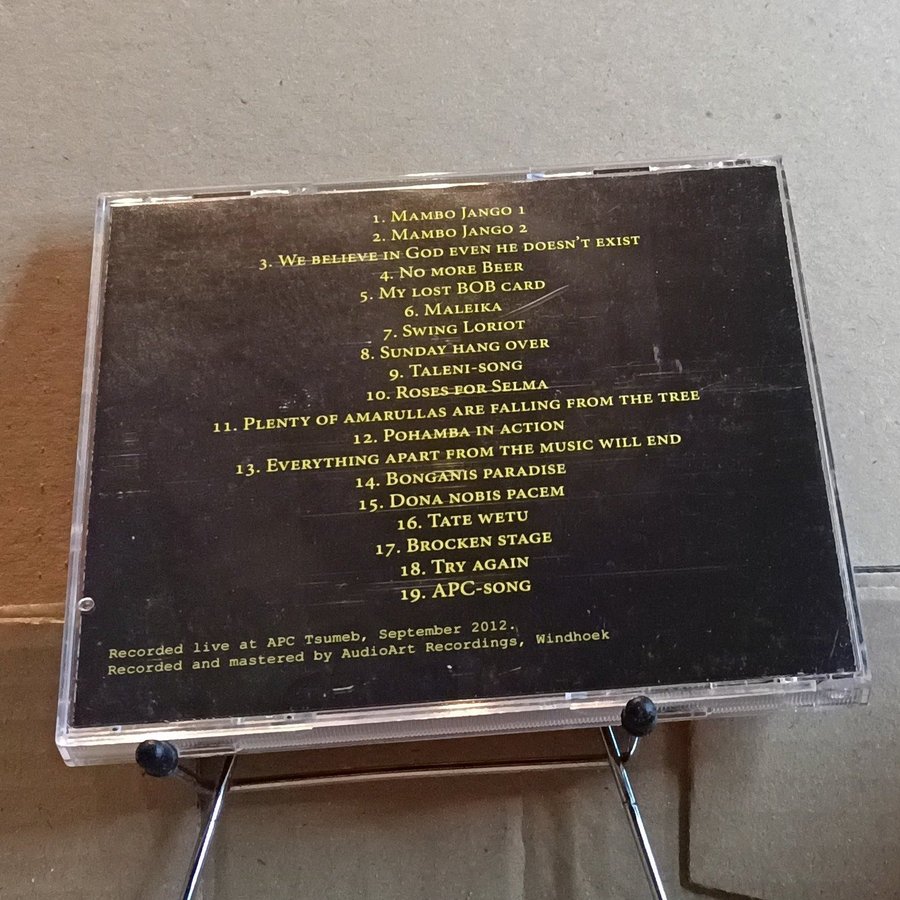 1. Mambo Jango 1
2. Mambo Jango 2
3. We believe in God even he doesn't exist
4. No more Beer
5. My lost BOB card
6. Maleika
7. Swing Loriot
8. Sunday hang over
9. Taleni-song
10. Roses for Selma
11. Plenty of amarullas are falling from the tree
12. Pohamba in action
13. Everything apart from the music will end
14. Bonganis paradise
15. Dona nobis pacem
16. Tate wetu
17. Brocken stage
18. Try again
19. APC-song
Recorded live at APC Tsumeb, September 2012.
Recorded and mastered by AudioArt Recordings, Windhoek